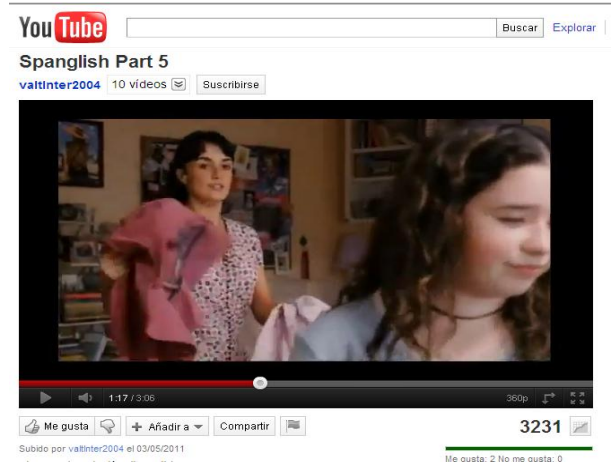 YouTube Buscar Explorar
Spanglish Part 5
valtinter2004 10 vídeos Suscribirse
1:17 / 3:06 360p
Me gusta Añadir a Compartir 3231
Subido por valtinter2004 el 03/05/2011
Me gusta: 2 No me gusta: 0